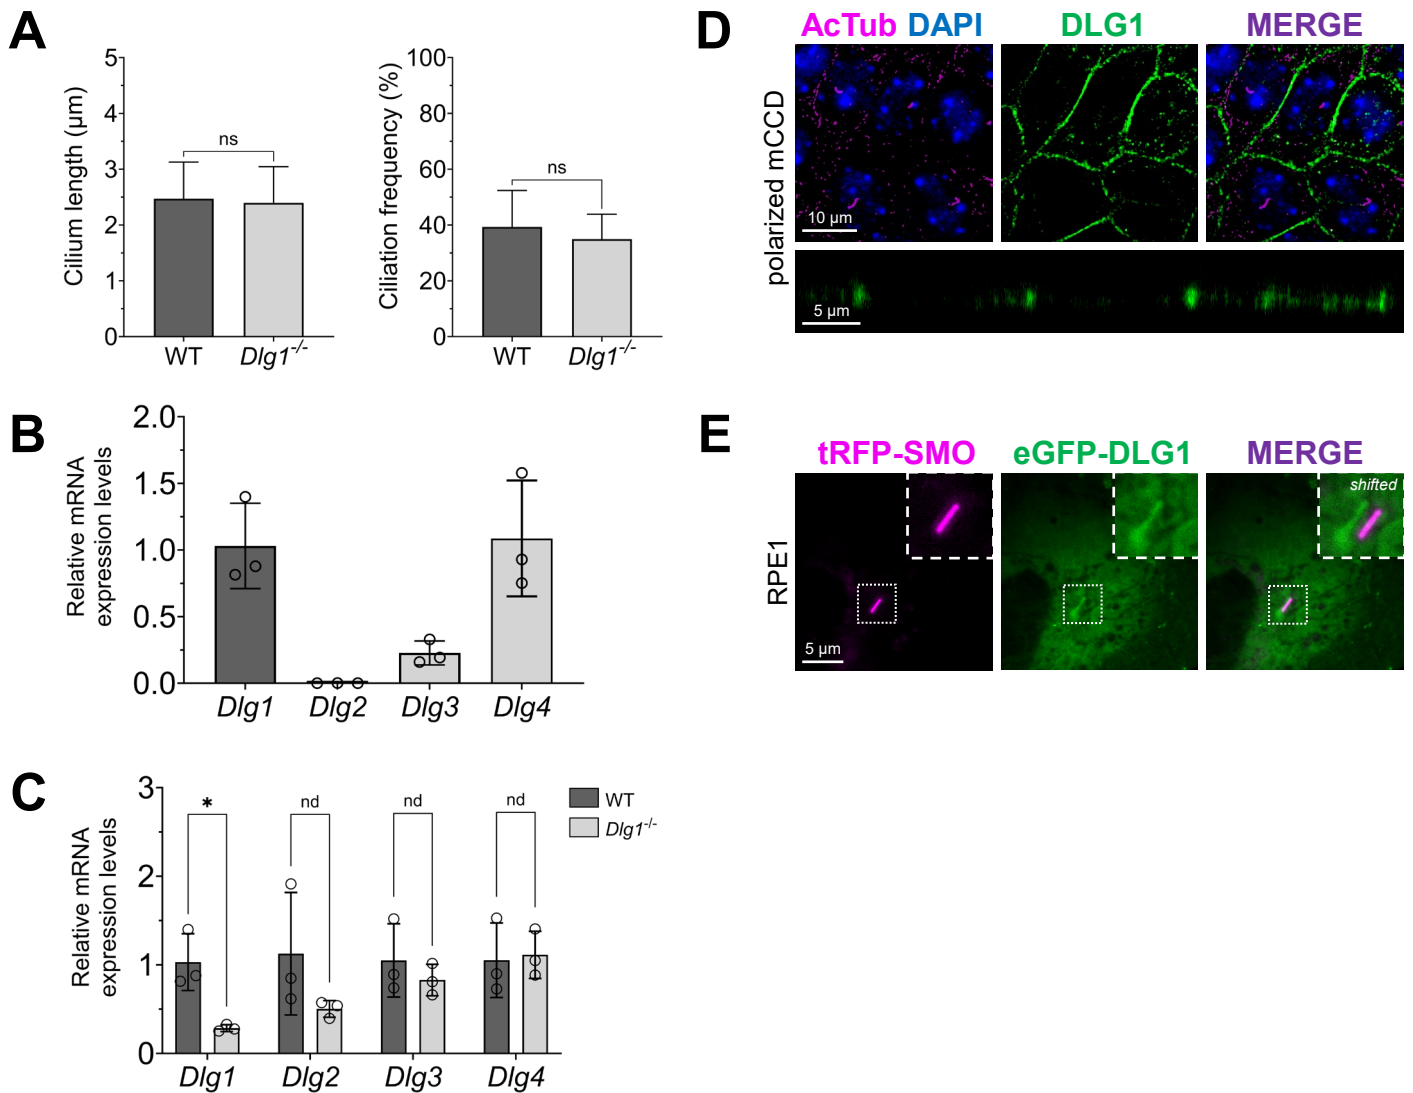 A
Cilium length (µm)
5
4
3
2
1
0
ns
WT
Dlg1-/-
Ciliation frequency (%)
100
80
60
40
20
0
ns
WT
Dlg1-/-
B
Relative mRNA
expression levels
2.0
1.5
1.0
0.5
0.0
Dlg1
Dlg2
Dlg3
Dlg4
C
Relative mRNA
expression levels
3
2
1
0
*
nd
nd
nd
WT
Dlg1-/-
Dlg1
Dlg2
Dlg3
Dlg4
D
AcTub DAPI
DLG1
MERGE
polarized mCCD
10 µm
5 µm
E
tRFP-SMO
eGFP-DLG1
MERGE
RPE1
shifted
5 µm